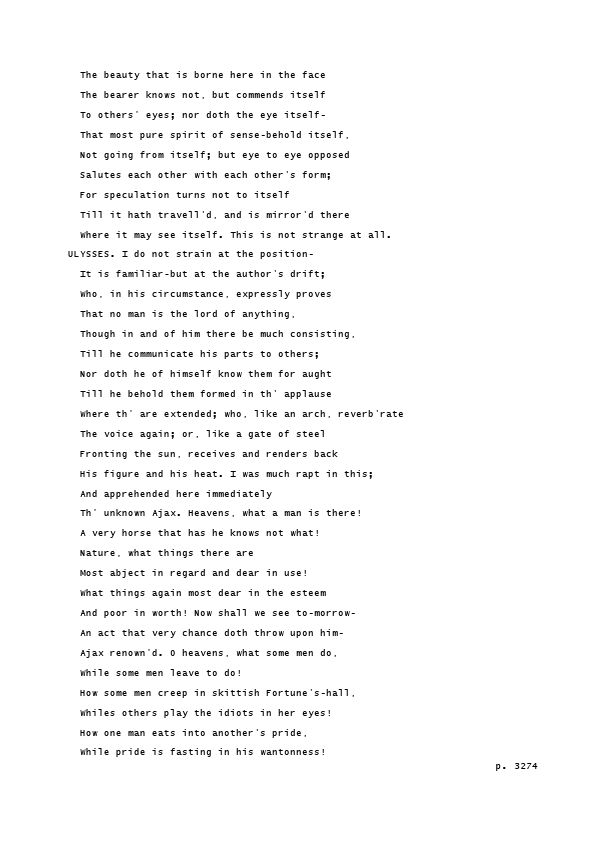 The beauty that is borne here in the face
The bearer knows not, but commends itself
To others' eyes; nor doth the eye itself-
That most pure spirit of sense-behold itself,
Not going from itself; but eye to eye opposed
Salutes each other with each other's form;
For speculation turns not to itself
Till it hath travell'd, and is mirror'd there
Where it may see itself. This is not strange at all.
ULYSSES. I do not strain at the position-
It is familiar-but at the author's drift;
Who, in his circumstance, expressly proves
That no man is the lord of anything,
Though in and of him there be much consisting,
Till he communicate his parts to others;
Nor doth he of himself know them for aught
Till he behold them formed in th' applause
Where th' are extended; who, like an arch, reverb'rate
The voice again; or, like a gate of steel
Fronting the sun, receives and renders back
His figure and his heat. I was much rapt in this;
And apprehended here immediately
Th' unknown Ajax. Heavens, what a man is there!
A very horse that has he knows not what!
Nature, what things there are
Most abject in regard and dear in use!
What things again most dear in the esteem
And poor in worth! Now shall we see to-morrow-
An act that very chance doth throw upon him-
Ajax renown'd. O heavens, what some men do,
While some men leave to do!
How some men creep in skittish Fortune's-hall,
Whiles others play the idiots in her eyes!
How one man eats into another's pride,
While pride is fasting in his wantonness!
p. 3274